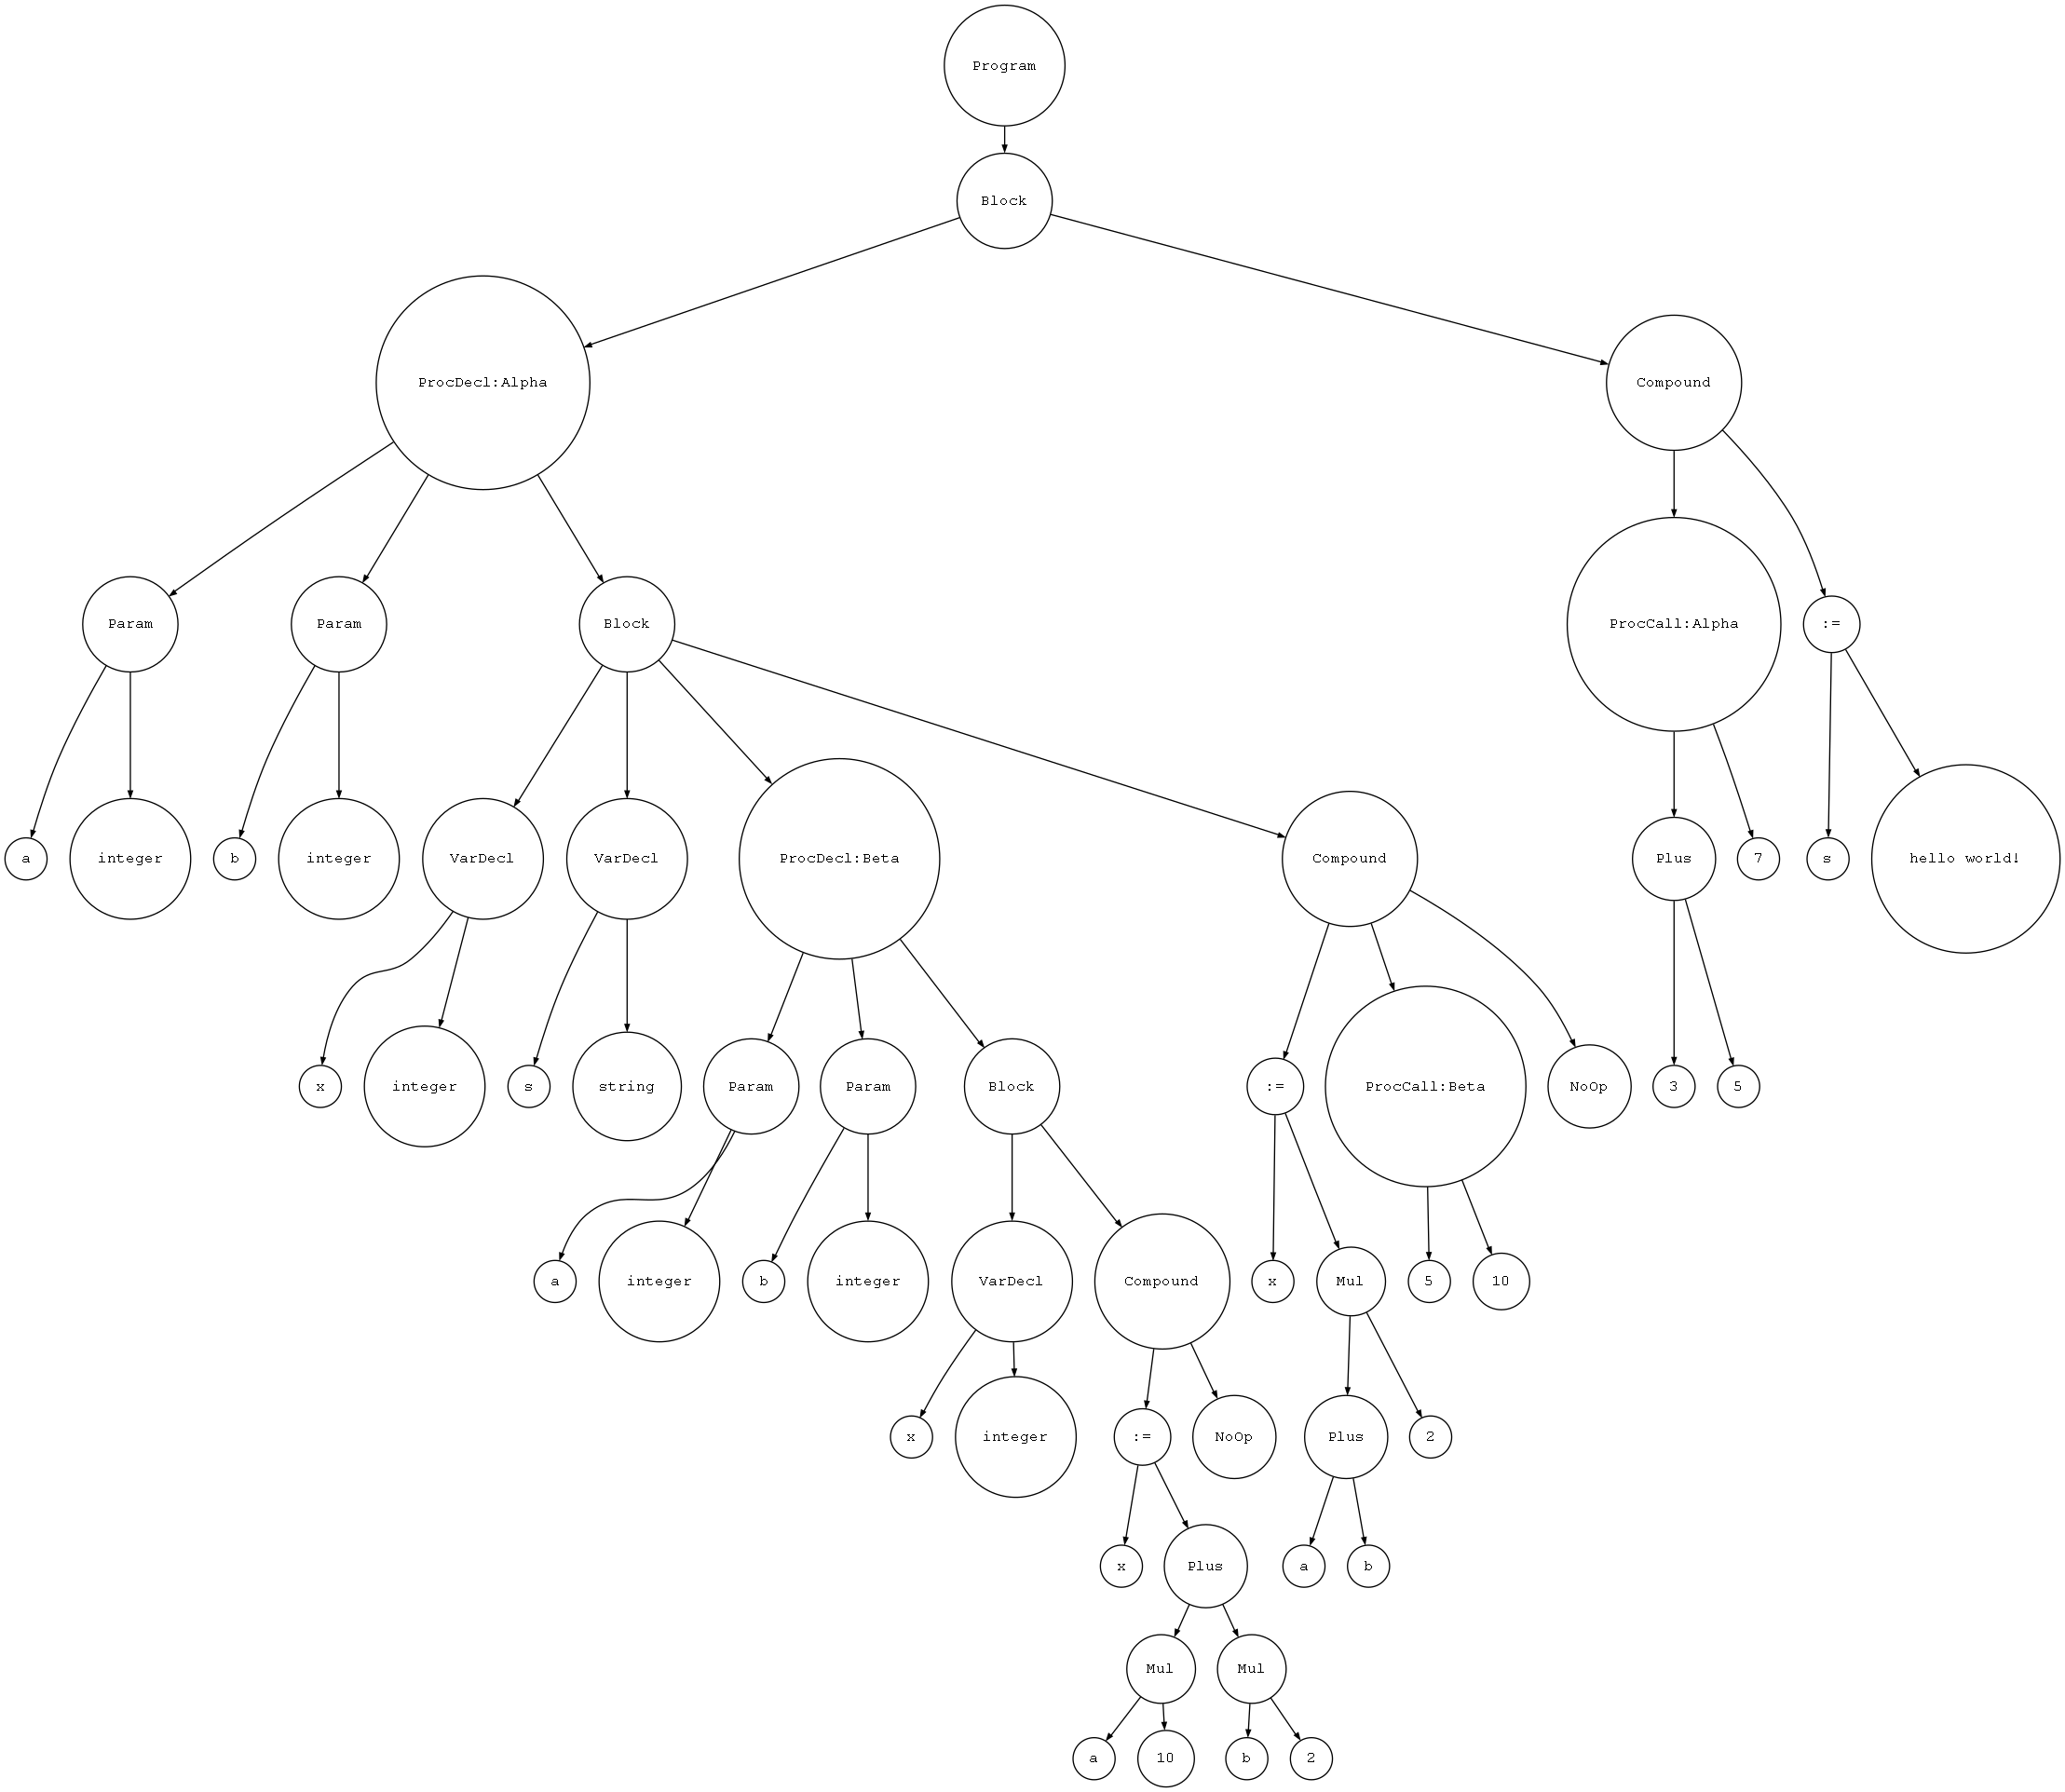 Program
Block
ProcDecl:Alpha
Compound
Param
Param
Block
ProcCall:Alpha
:=
a
integer
b
integer
VarDecl
VarDecl
ProcDecl:Beta
Compound
Plus
7
s
hello world!
x
integer
s
string
Param
Param
Block
:=
ProcCall:Beta
NoOp
3
5
a
integer
b
integer
VarDecl
Compound
x
Mul
5
10
x
integer
:=
NoOp
Plus
2
x
Plus
a
b
Mul
Mul
a
10
b
2